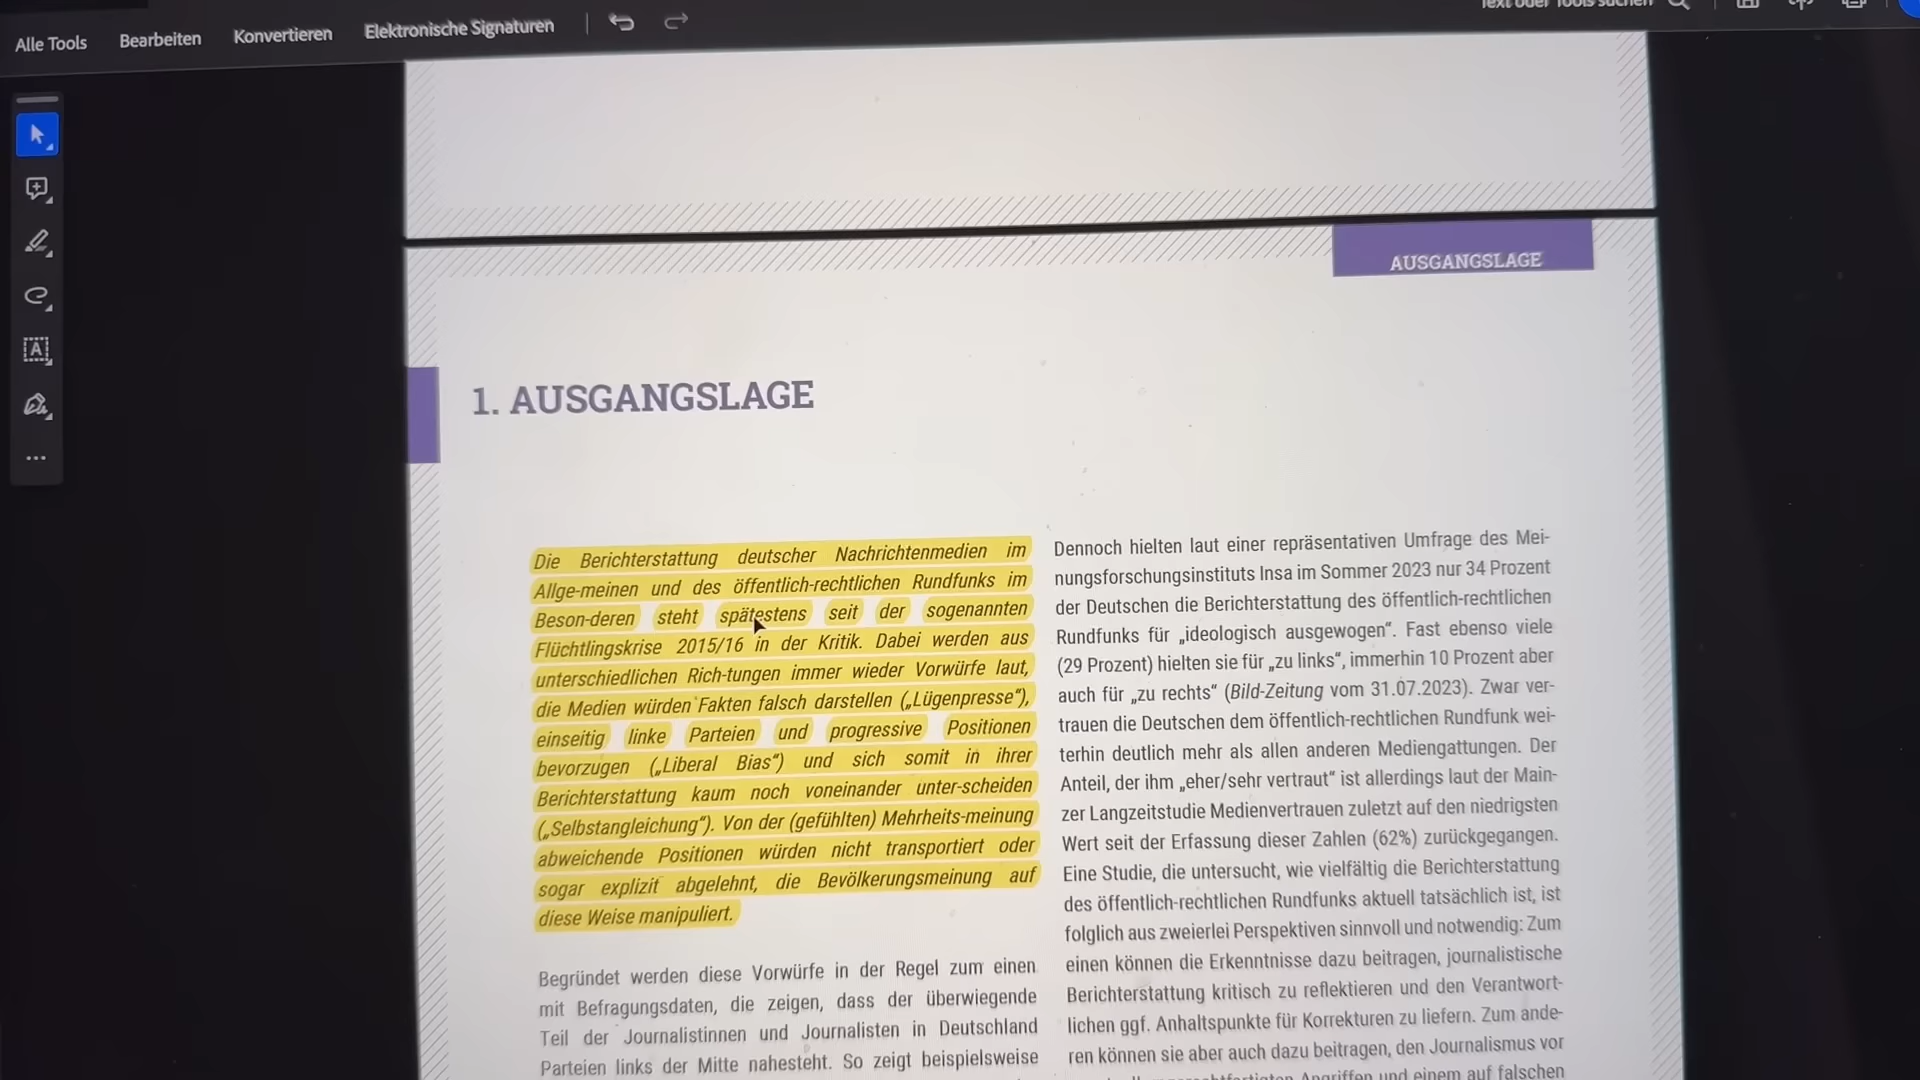 Text oder Tools suchen
Alle Tools
Bearbeiten
Konvertieren
Elektronische Signaturen
AUSGANGSLAGE
1. AUSGANGSLAGE
Die Berichterstattung deutscher Nachrichtenmedien im
Allge-meinen und des öffentlich-rechtlichen Rundfunks im
Beson-deren steht spätestens seit der sogenannten
Flüchtlingskrise 2015/16 in der Kritik. Dabei werden aus
unterschiedlichen Rich-tungen immer wieder Vorwürfe laut,
die Medien würden Fakten falsch darstellen („Lügenpresse“),
einseitig linke Parteien und progressive Positionen
bevorzugen („Liberal Bias“) und sich somit in ihrer
Berichterstattung kaum noch voneinander unter-scheiden
(„Selbstangleichung“). Von der (gefühlten) Mehrheits-meinung
abweichende Positionen würden nicht transportiert oder
sogar explizit abgelehnt, die Bevölkerungsmeinung auf
diese Weise manipuliert.
Begründet werden diese Vorwürfe in der Regel zum einen
mit Befragungsdaten, die zeigen, dass der überwiegende
Teil der Journalistinnen und Journalisten in Deutschland
Parteien links der Mitte nahesteht. So zeigt beispielsweise
Dennoch hielten laut einer repräsentativen Umfrage des Mei-
nungsforschungsinstituts Insa im Sommer 2023 nur 34 Prozent
der Deutschen die Berichterstattung des öffentlich-rechtlichen
Rundfunks für „ideologisch ausgewogen“. Fast ebenso viele
(29 Prozent) hielten sie für „zu links“, immerhin 10 Prozent aber
auch für „zu rechts“ (Bild-Zeitung vom 31.07.2023). Zwar ver-
trauen die Deutschen dem öffentlich-rechtlichen Rundfunk wei-
terhin deutlich mehr als allen anderen Mediengattungen. Der
Anteil, der ihm „eher/sehr vertraut“ ist allerdings laut der Main-
zer Langzeitstudie Medienvertrauen zuletzt auf den niedrigsten
Wert seit der Erfassung dieser Zahlen (62%) zurückgegangen.
Eine Studie, die untersucht, wie vielfältig die Berichterstattung
des öffentlich-rechtlichen Rundfunks aktuell tatsächlich ist, ist
folglich aus zweierlei Perspektiven sinnvoll und notwendig: Zum
einen können die Erkenntnisse dazu beitragen, journalistische
Berichterstattung kritisch zu reflektieren und den Verantwort-
lichen ggf. Anhaltspunkte für Korrekturen zu liefern. Zum ande-
ren können sie aber auch dazu beitragen, den Journalismus vor
Angriffen und einem auf falschen